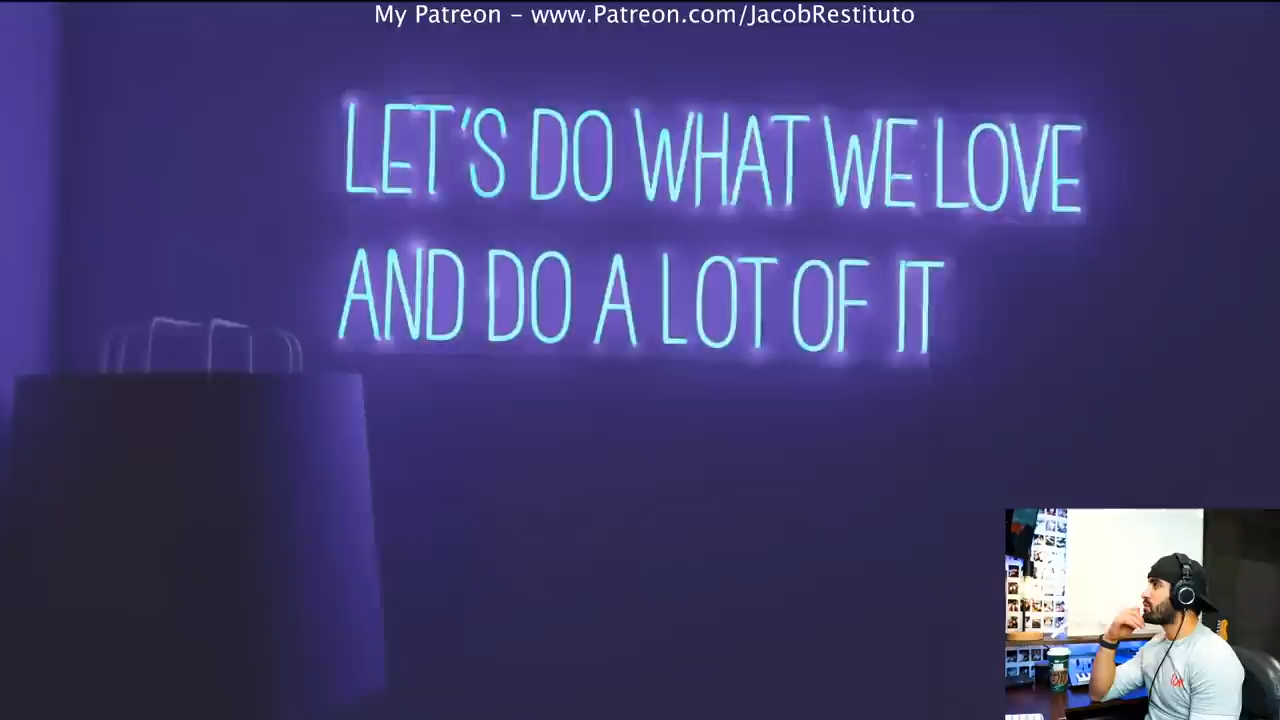 My Patreon – www.Patreon.com/JacobRestituto
LET'S DO WHAT WE LOVE
AND DO A LOT OF IT